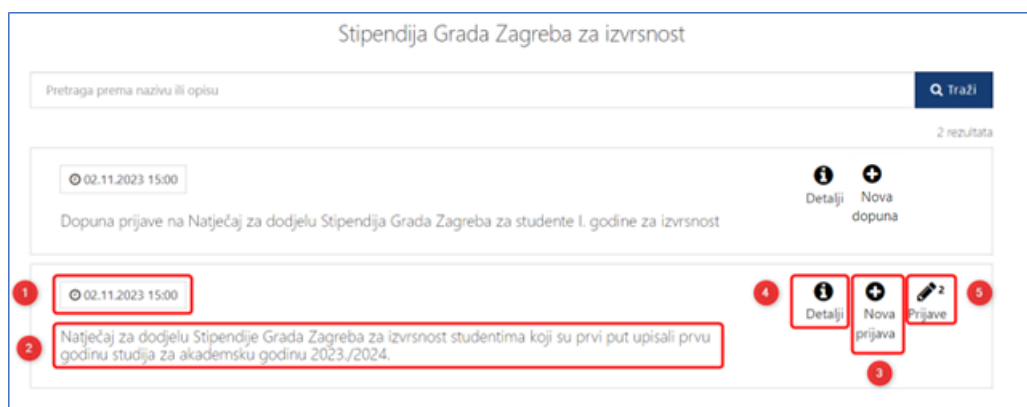 Stipendija Grada Zagreba za izvrsnost
Pretraga prema nazivu ili opisu
Traži
2 rezultata
02.11.2023 15:00
Detalji
Nova
dopuna
Dopuna prijave na Natječaj za dodjelu Stipendija Grada Zagreba za studente I. godine za izvrsnost
1
02.11.2023 15:00
4
Detalji
Nova
prijava
2
Prijave
5
2
Natječaj za dodjelu Stipendije Grada Zagreba za izvrsnost studentima koji su prvi put upisali prvu
godinu studija za akademsku godinu 2023./2024.
3